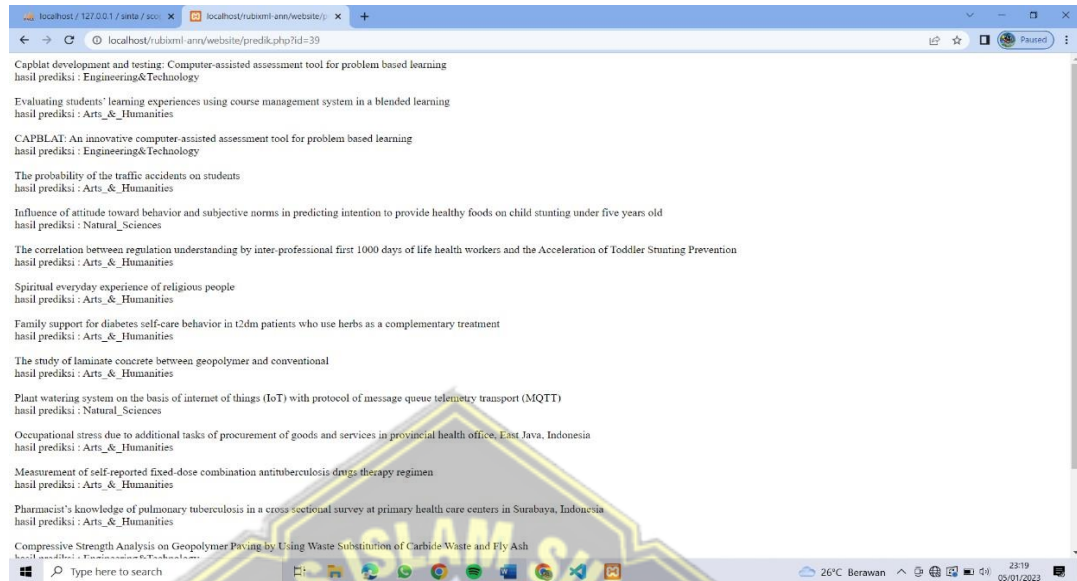 localhost / 127.0.0.1 / sinta / scop
localhost/rubixml-ann/website/p
localhost/rubixml-ann/website/predik.php?id=39
Paused
Capblat development and testing: Computer-assisted assessment tool for problem based learning
hasil prediksi : Engineering&Technology
Evaluating students’ learning experiences using course management system in a blended learning
hasil prediksi : Arts_&_Humanities
CAPBLAT: An innovative computer-assisted assessment tool for problem based learning
hasil prediksi : Engineering&Technology
The probability of the traffic accidents on students
hasil prediksi : Arts_&_Humanities
Influence of attitude toward behavior and subjective norms in predicting intention to provide healthy foods on child stunting under five years old
hasil prediksi : Natural_Sciences
The correlation between regulation understanding by inter-professional first 1000 days of life health workers and the Acceleration of Toddler Stunting Prevention
hasil prediksi : Arts_&_Humanities
Spiritual everyday experience of religious people
hasil prediksi : Arts_&_Humanities
Family support for diabetes self-care behavior in t2dm patients who use herbs as a complementary treatment
hasil prediksi : Arts_&_Humanities
The study of laminate concrete between geopolymer and conventional
hasil prediksi : Arts_&_Humanities
Plant watering system on the basis of internet of things (IoT) with protocol of message queue telemetry transport (MQTT)
hasil prediksi : Natural_Sciences
Occupational stress due to additional tasks of procurement of goods and services in provincial health office, East Java, Indonesia
hasil prediksi : Arts_&_Humanities
Measurement of self-reported fixed-dose combination antituberculosis drugs therapy regimen
hasil prediksi : Arts_&_Humanities
Pharmacist’s knowledge of pulmonary tuberculosis in a cross sectional survey at primary health care centers in Surabaya, Indonesia
hasil prediksi : Arts_&_Humanities
Compressive Strength Analysis on Geopolymer Paving by Using Waste Substitution of Carbide Waste and Fly Ash
hasil prediksi : Engineering&Technology
ISLAM
Type here to search
26°C Berawan
23:19
05/01/2023